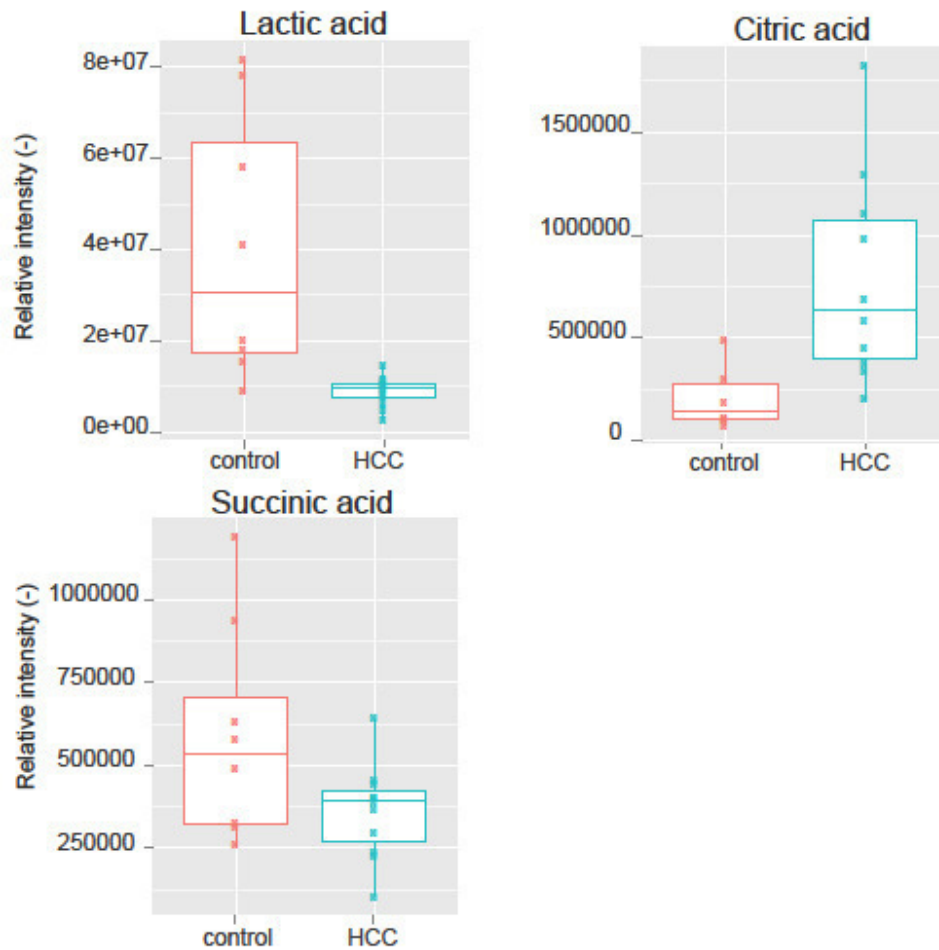 Lactic acid
Relative intensity (-)
8e+07
6e+07
4e+07
2e+07
0e+00
control
HCC
Citric acid
1500000
1000000
500000
0
control
HCC
Succinic acid
Relative intensity (-)
1000000
750000
500000
250000
control
HCC